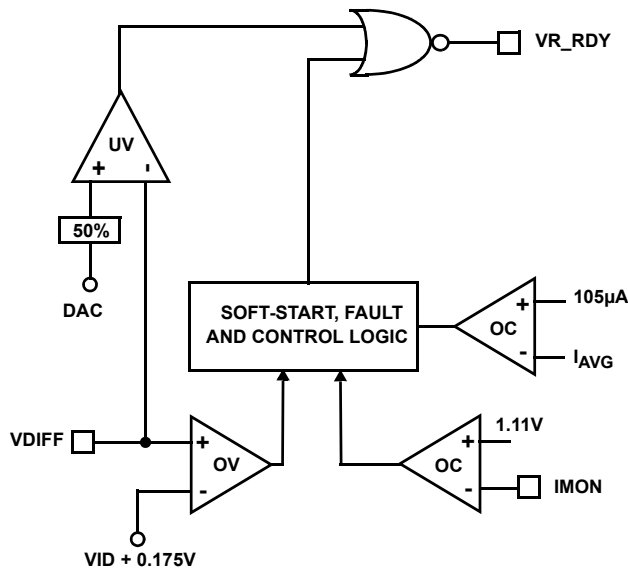 VR_RDY
UV
+ -
50%
DAC
SOFT-START, FAULT
AND CONTROL LOGIC
+
105µA
OC
-
IAVG
VDIFF
+
OV
-
VID + 0.175V
1.11V
+
OC
-
IMON